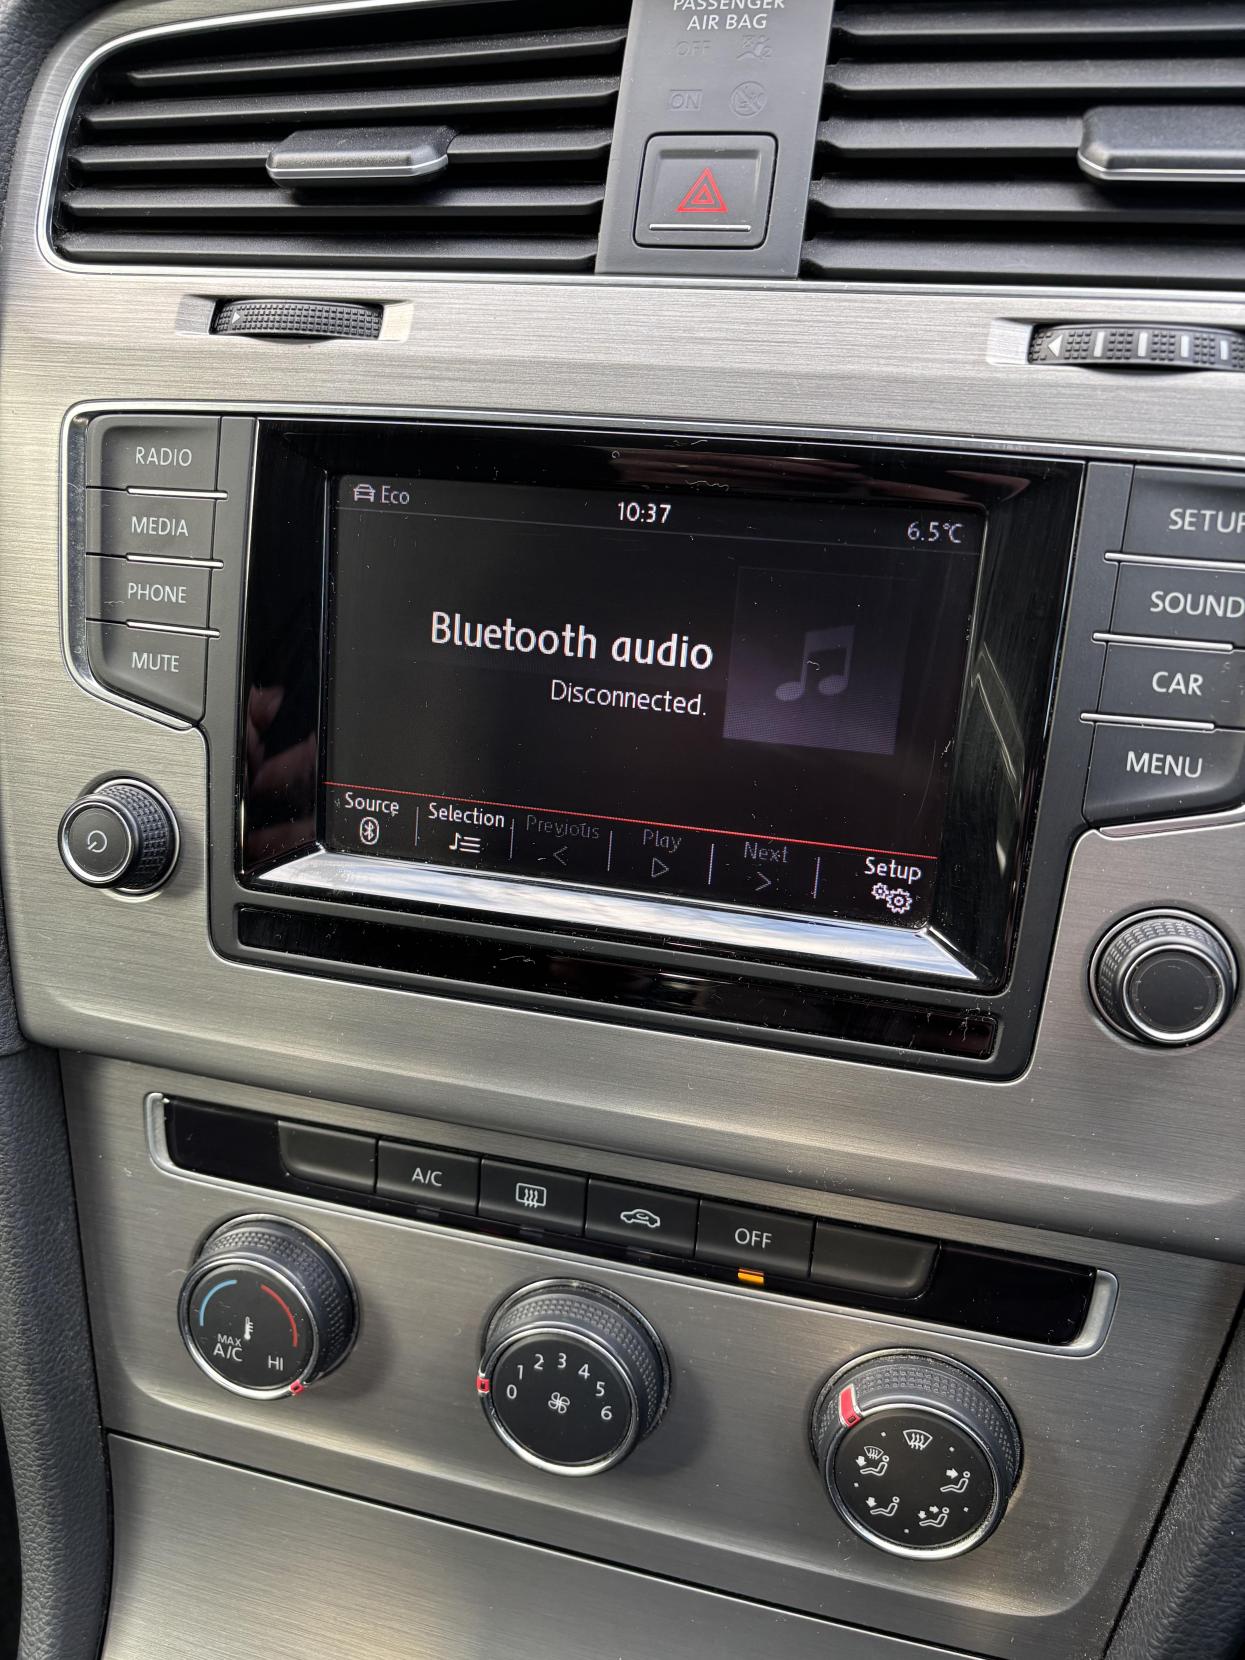 PASSENGER
AIR BAG
OFF
ON
RADIO
MEDIA
PHONE
MUTE
Eco
10:37
6.5°C
Bluetooth audio
Disconnected.
Source
Selection
Previous
Play
Next
Setup
SETUP
SOUND
CAR
MENU
A/C
OFF
MAX
A/C
HI
0 1 2 3 4 5 6